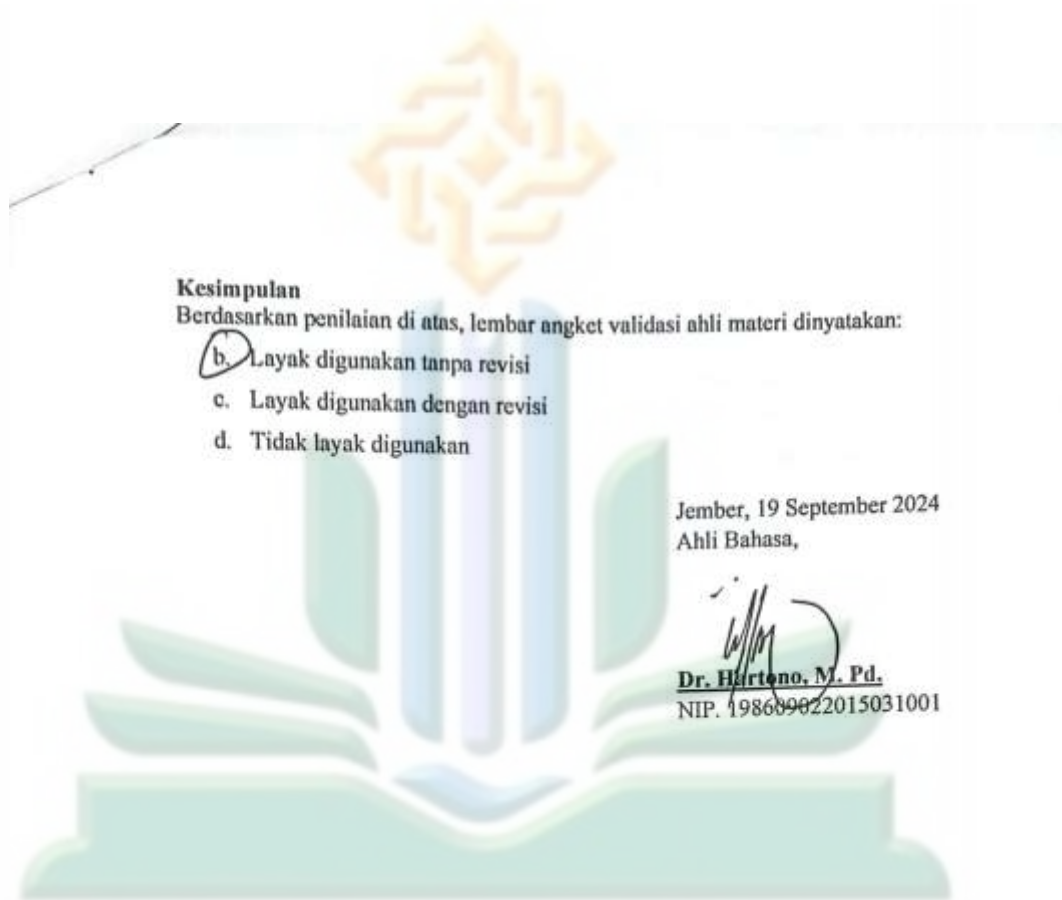 Kesimpulan
Berdasarkan penilaian di atas, lembar angket validasi ahli materi dinyatakan:
b. Layak digunakan tanpa revisi
c. Layak digunakan dengan revisi
d. Tidak layak digunakan
Jember, 19 September 2024
Ahli Bahasa,
Dr. Hartono, M. Pd.
NIP. 198609022015031001